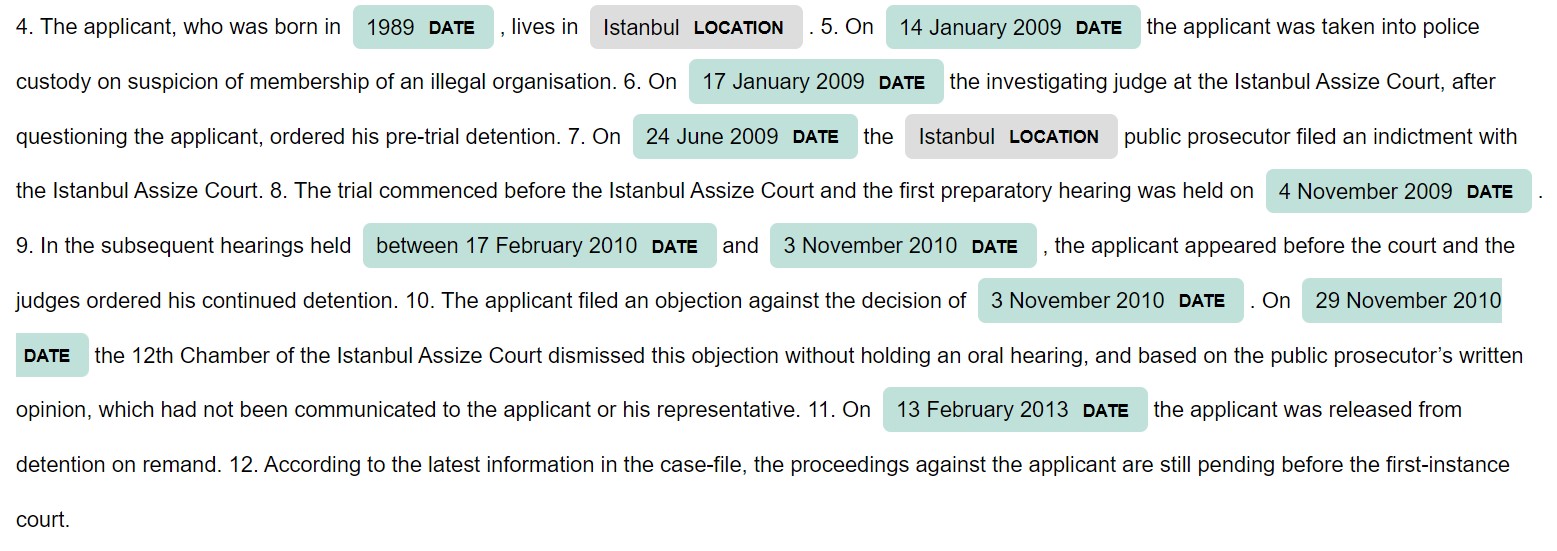 4. The applicant, who was born in 1989 DATE , lives in Istanbul LOCATION . 5. On 14 January 2009 DATE the applicant was taken into police
custody on suspicion of membership of an illegal organisation. 6. On 17 January 2009 DATE the investigating judge at the Istanbul Assize Court, after
questioning the applicant, ordered his pre-trial detention. 7. On 24 June 2009 DATE the Istanbul LOCATION public prosecutor filed an indictment with
the Istanbul Assize Court. 8. The trial commenced before the Istanbul Assize Court and the first preparatory hearing was held on 4 November 2009 DATE .
9. In the subsequent hearings held between 17 February 2010 DATE and 3 November 2010 DATE , the applicant appeared before the court and the
judges ordered his continued detention. 10. The applicant filed an objection against the decision of 3 November 2010 DATE . On 29 November 2010
DATE the 12th Chamber of the Istanbul Assize Court dismissed this objection without holding an oral hearing, and based on the public prosecutor’s written
opinion, which had not been communicated to the applicant or his representative. 11. On 13 February 2013 DATE the applicant was released from
detention on remand. 12. According to the latest information in the case-file, the proceedings against the applicant are still pending before the first-instance
court.